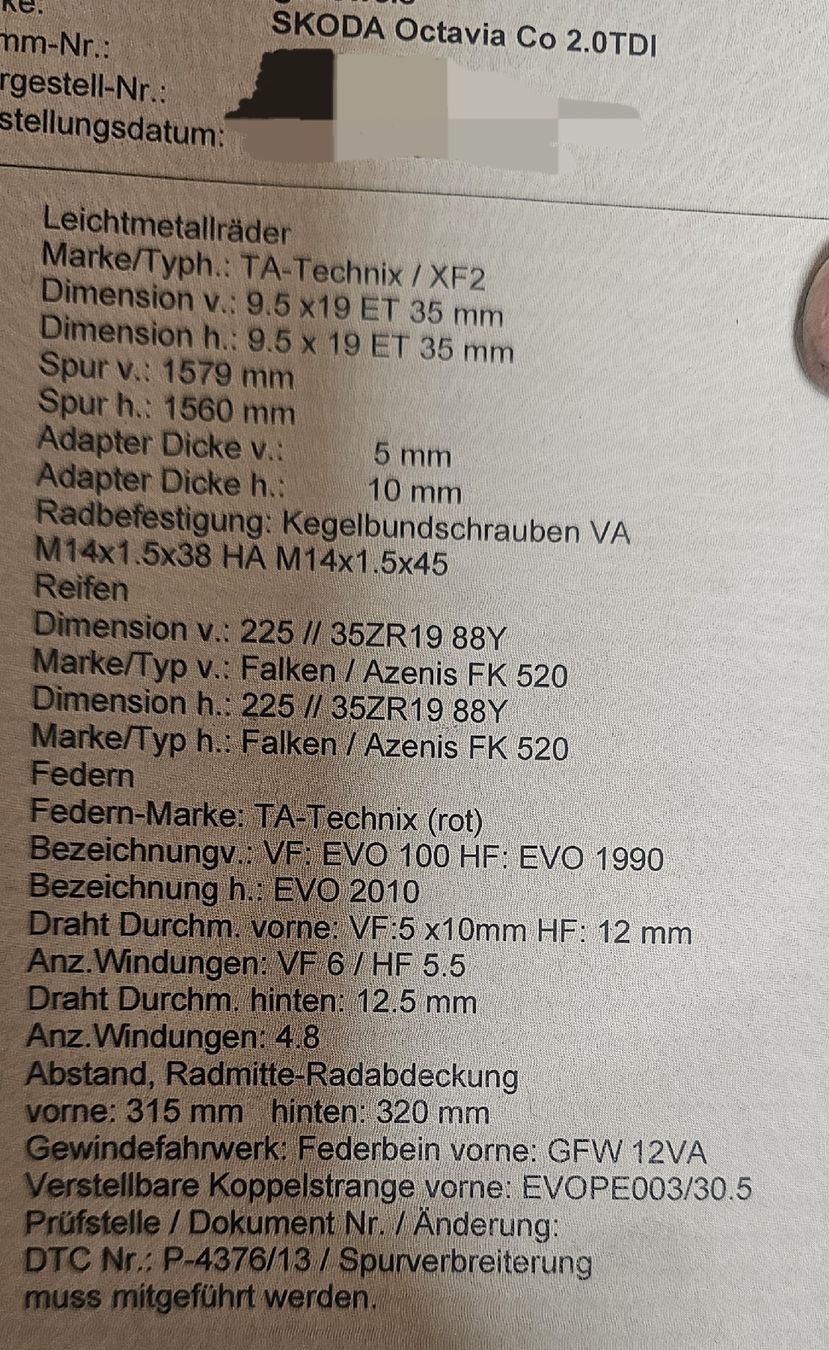 SKODA Octavia Co 2.0TDI
mm-Nr.:
rgestell-Nr.:
stellungsdatum:
Leichtmetallräder
Marke/Typh.: TA-Technix / XF2
Dimension v.: 9.5 x19 ET 35 mm
Dimension h.: 9.5 x 19 ET 35 mm
Spur v.: 1579 mm
Spur h.: 1560 mm
Adapter Dicke v.: 5 mm
Adapter Dicke h.: 10 mm
Radbefestigung: Kegelbundschrauben VA
M14x1.5x38 HA M14x1.5x45
Reifen
Dimension v.: 225 // 35ZR19 88Y
Marke/Typ v.: Falken / Azenis FK 520
Dimension h.: 225 // 35ZR19 88Y
Marke/Typ h.: Falken / Azenis FK 520
Federn
Federn-Marke: TA-Technix (rot)
Bezeichnungv.: VF: EVO 100 HF: EVO 1990
Bezeichnung h.: EVO 2010
Draht Durchm. vorne: VF:5 x10mm HF: 12 mm
Anz.Windungen: VF 6 / HF 5.5
Draht Durchm. hinten: 12.5 mm
Anz.Windungen: 4.8
Abstand, Radmitte-Radabdeckung
vorne: 315 mm hinten: 320 mm
Gewindefahrwerk: Federbein vorne: GFW 12VA
Verstellbare Koppelstrange vorne: EVOPE003/30.5
Prüfstelle / Dokument Nr. / Änderung:
DTC Nr.: P-4376/13 / Spurverbreiterung
muss mitgeführt werden.